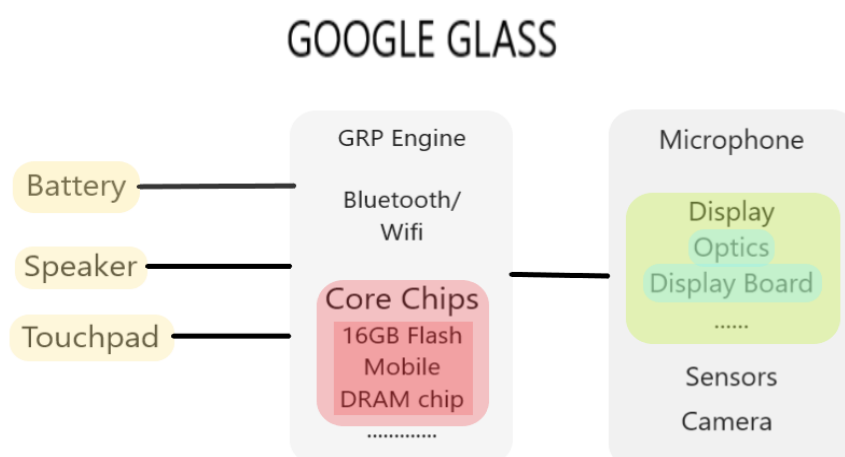 GOOGLE GLASS
Battery
Speaker
Touchpad
GRP Engine
Bluetooth/
Wifi
Core Chips
16GB Flash
Mobile
DRAM chip
.............
Microphone
Display
Optics
Display Board
......
Sensors
Camera